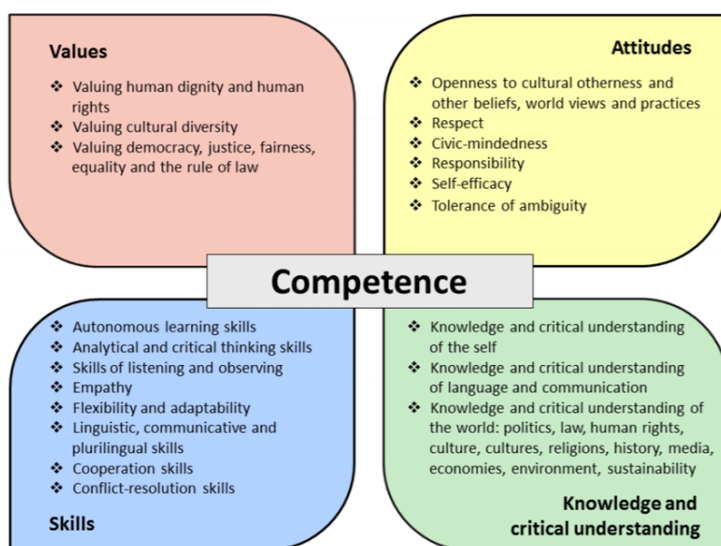 Values
❖ Valuing human dignity and human
rights
❖ Valuing cultural diversity
❖ Valuing democracy, justice, fairness,
equality and the rule of law
Attitudes
❖ Openness to cultural otherness and
other beliefs, world views and practices
❖ Respect
❖ Civic-mindedness
❖ Responsibility
❖ Self-efficacy
❖ Tolerance of ambiguity
Competence
❖ Autonomous learning skills
❖ Analytical and critical thinking skills
❖ Skills of listening and observing
❖ Empathy
❖ Flexibility and adaptability
❖ Linguistic, communicative and
plurilingual skills
❖ Cooperation skills
❖ Conflict-resolution skills
Skills
❖ Knowledge and critical understanding
of the self
❖ Knowledge and critical understanding
of language and communication
❖ Knowledge and critical understanding of
the world: politics, law, human rights,
culture, cultures, religions, history, media,
economies, environment, sustainability
Knowledge and
critical understanding